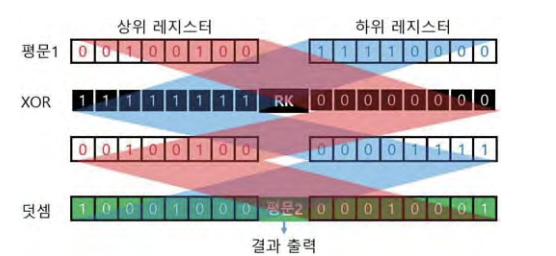 상위 레지스터 하위 레지스터
평문1 0 0 1 0 0 1 0 0 1 1 1 1 0 0 0 0
XOR 1 1 1 1 1 1 1 1 RK 0 0 0 0 0 0 0 0
0 0 1 0 0 1 0 0 0 0 0 0 1 1 1 1
덧셈 1 0 0 0 1 0 0 0 평문2 0 0 0 1 0 0 0 1
결과 출력